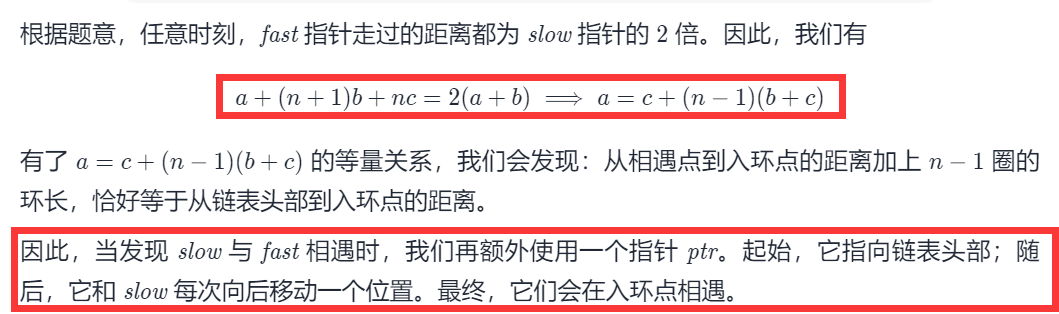 根据题意，任意时刻，fast 指针走过的距离都为 slow 指针的 2 倍。因此，我们有
a + (n + 1)b + nc = 2(a + b) ⟹ a = c + (n − 1)(b + c)
有了 a = c + (n − 1)(b + c) 的等量关系，我们会发现：从相遇点到入环点的距离加上 n − 1 圈的
环长，恰好等于从链表头部到入环点的距离。
因此，当发现 slow 与 fast 相遇时，我们再额外使用一个指针 ptr。起始，它指向链表头部；随
后，它和 slow 每次向后移动一个位置。最终，它们会在入环点相遇。